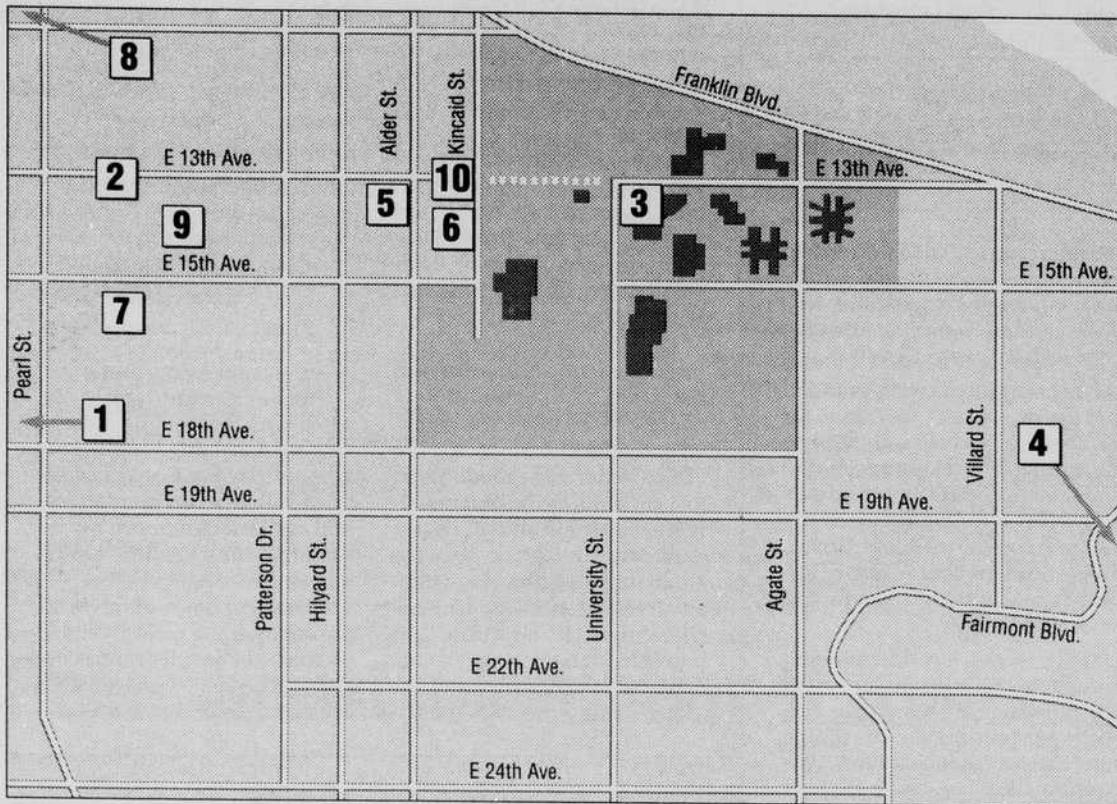 8
Franklin Blvd.
Alder St.
Kincaid St.
E 13th Ave.
E 13th Ave.
2
10
5
3
9
6
E 15th Ave.
E 15th Ave.
7
Pearl St.
1
E 18th Ave.
Villard St.
4
E 19th Ave.
E 19th Ave.
Patterson Dr.
Hilyard St.
University St.
Agate St.
Fairmont Blvd.
E 22th Ave.
E 24th Ave.